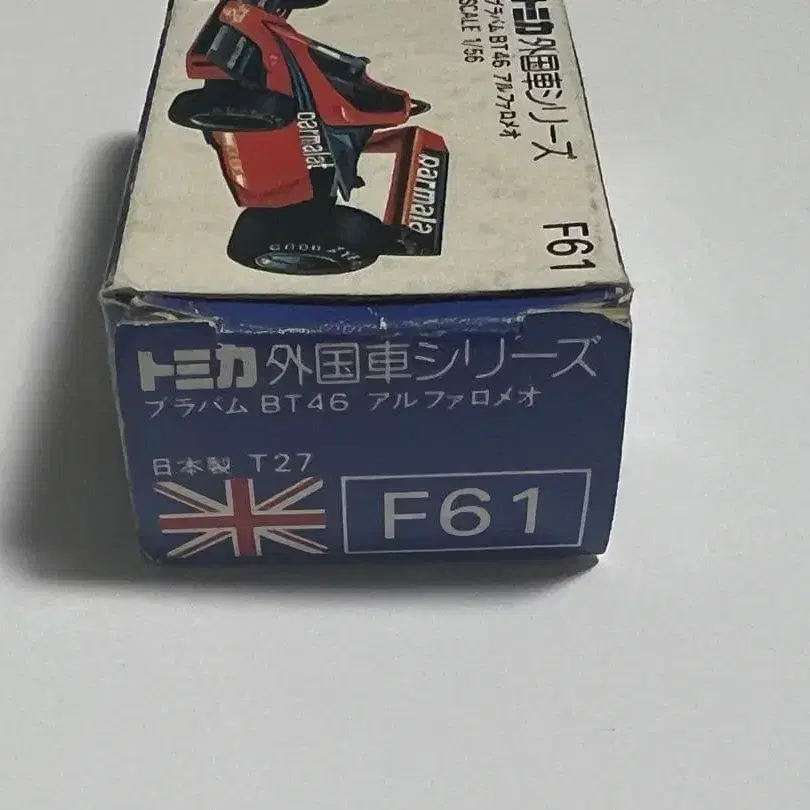 トミカ外国車シリーズ
ブラバム BT46 アルファロメオ
SCALE 1/56
F61
parmalat
parmala
GOOD YEAR
トミカ 外国車シリーズ
ブラバム BT46 アルファロメオ
日本製 T27
F61